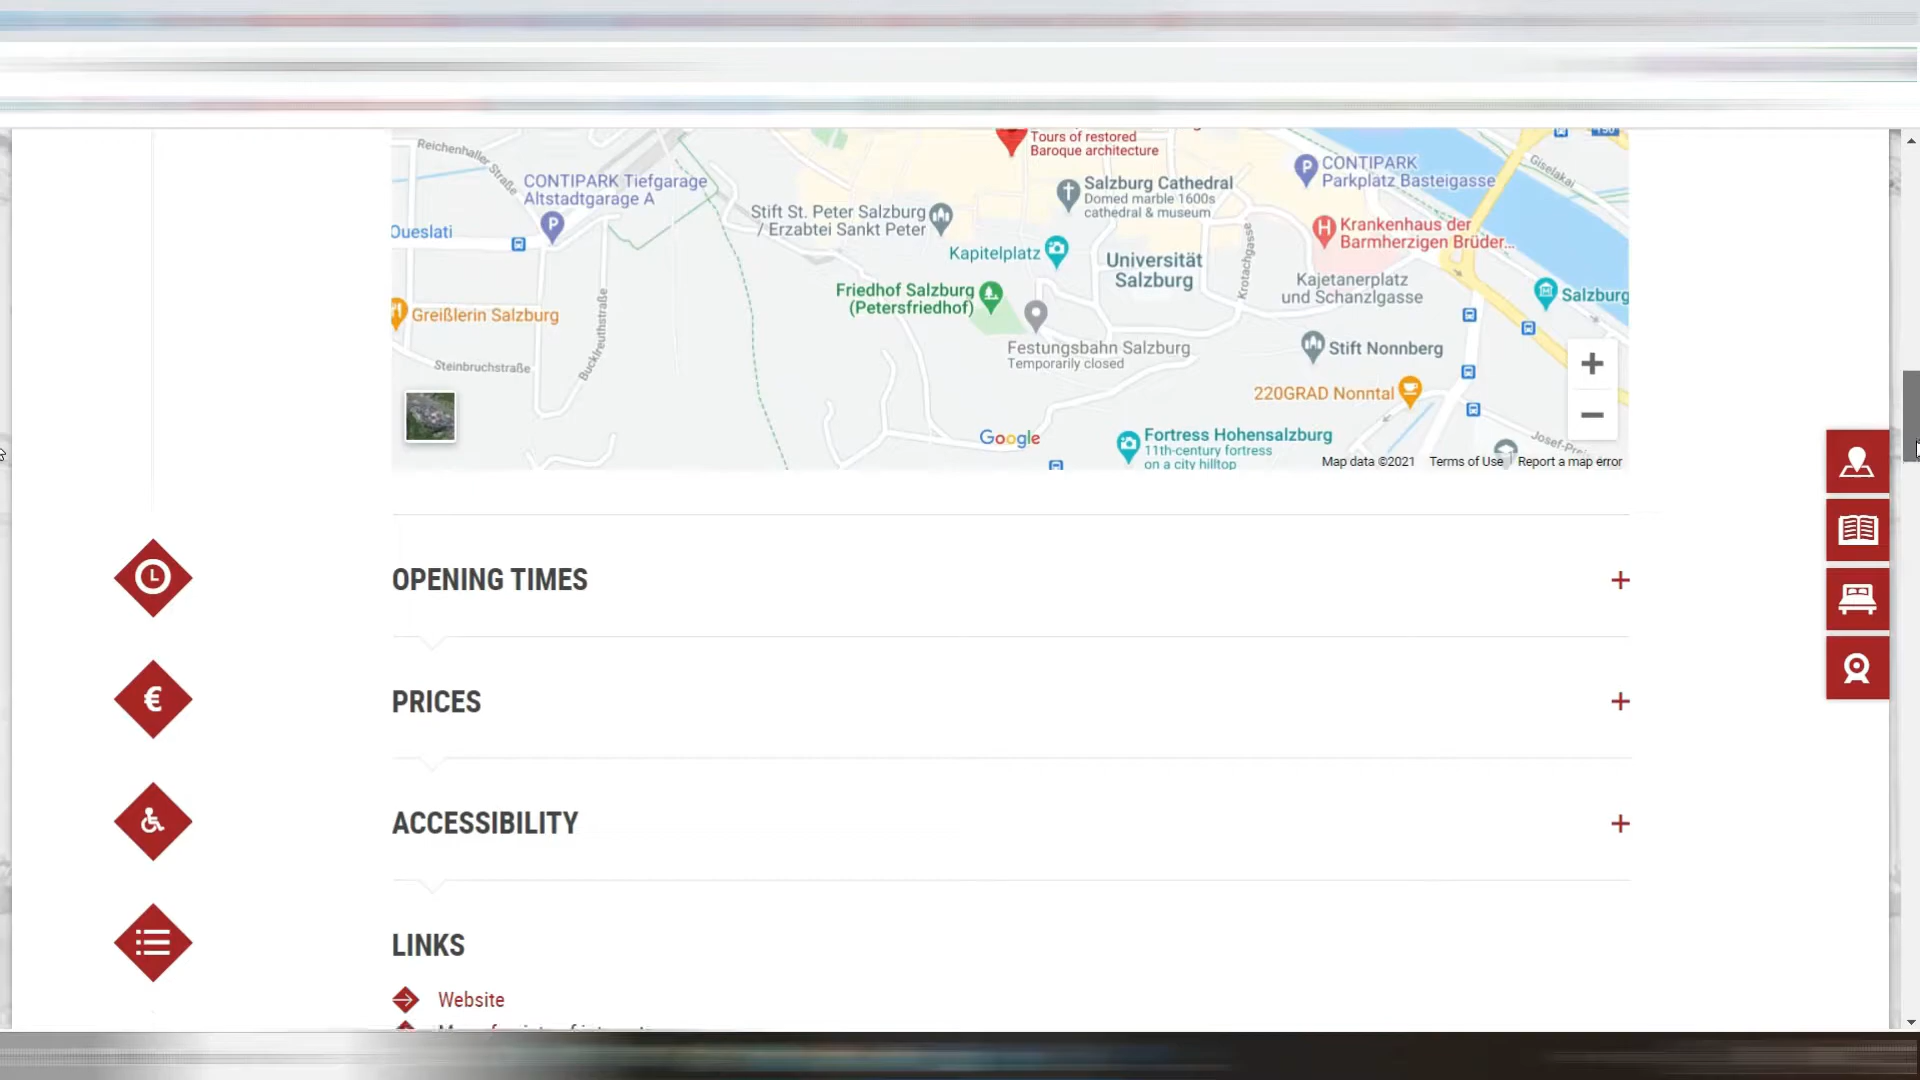 Tours of restored
Baroque architecture
Reichenhaller Straße
CONTIPARK Tiefgarage
Altstadtgarage A
P
Stift St. Peter Salzburg
/ Erzabtei Sankt Peter
Salzburg Cathedral
Domed marble 1600s
cathedral & museum
P
CONTIPARK
Parkplatz Basteigasse
Giselakai
150
Oueslati
Kapitelplatz
Universität
Salzburg
Krotachgasse
H
Krankenhaus der
Barmherzigen Brüder...
Kajetanerplatz
und Schanzlgasse
Salzburg
Friedhof Salzburg
(Petersfriedhof)
Greißlerin Salzburg
Steinbruchstraße
Bucklreuthstraße
Festungsbahn Salzburg
Temporarily closed
Stift Nonnberg
220GRAD Nonntal
+
−
Google
Fortress Hohensalzburg
11th-century fortress
on a city hilltop
Map data ©2021 Terms of Use Report a map error
OPENING TIMES +
€
PRICES +
ACCESSIBILITY +
LINKS
Website